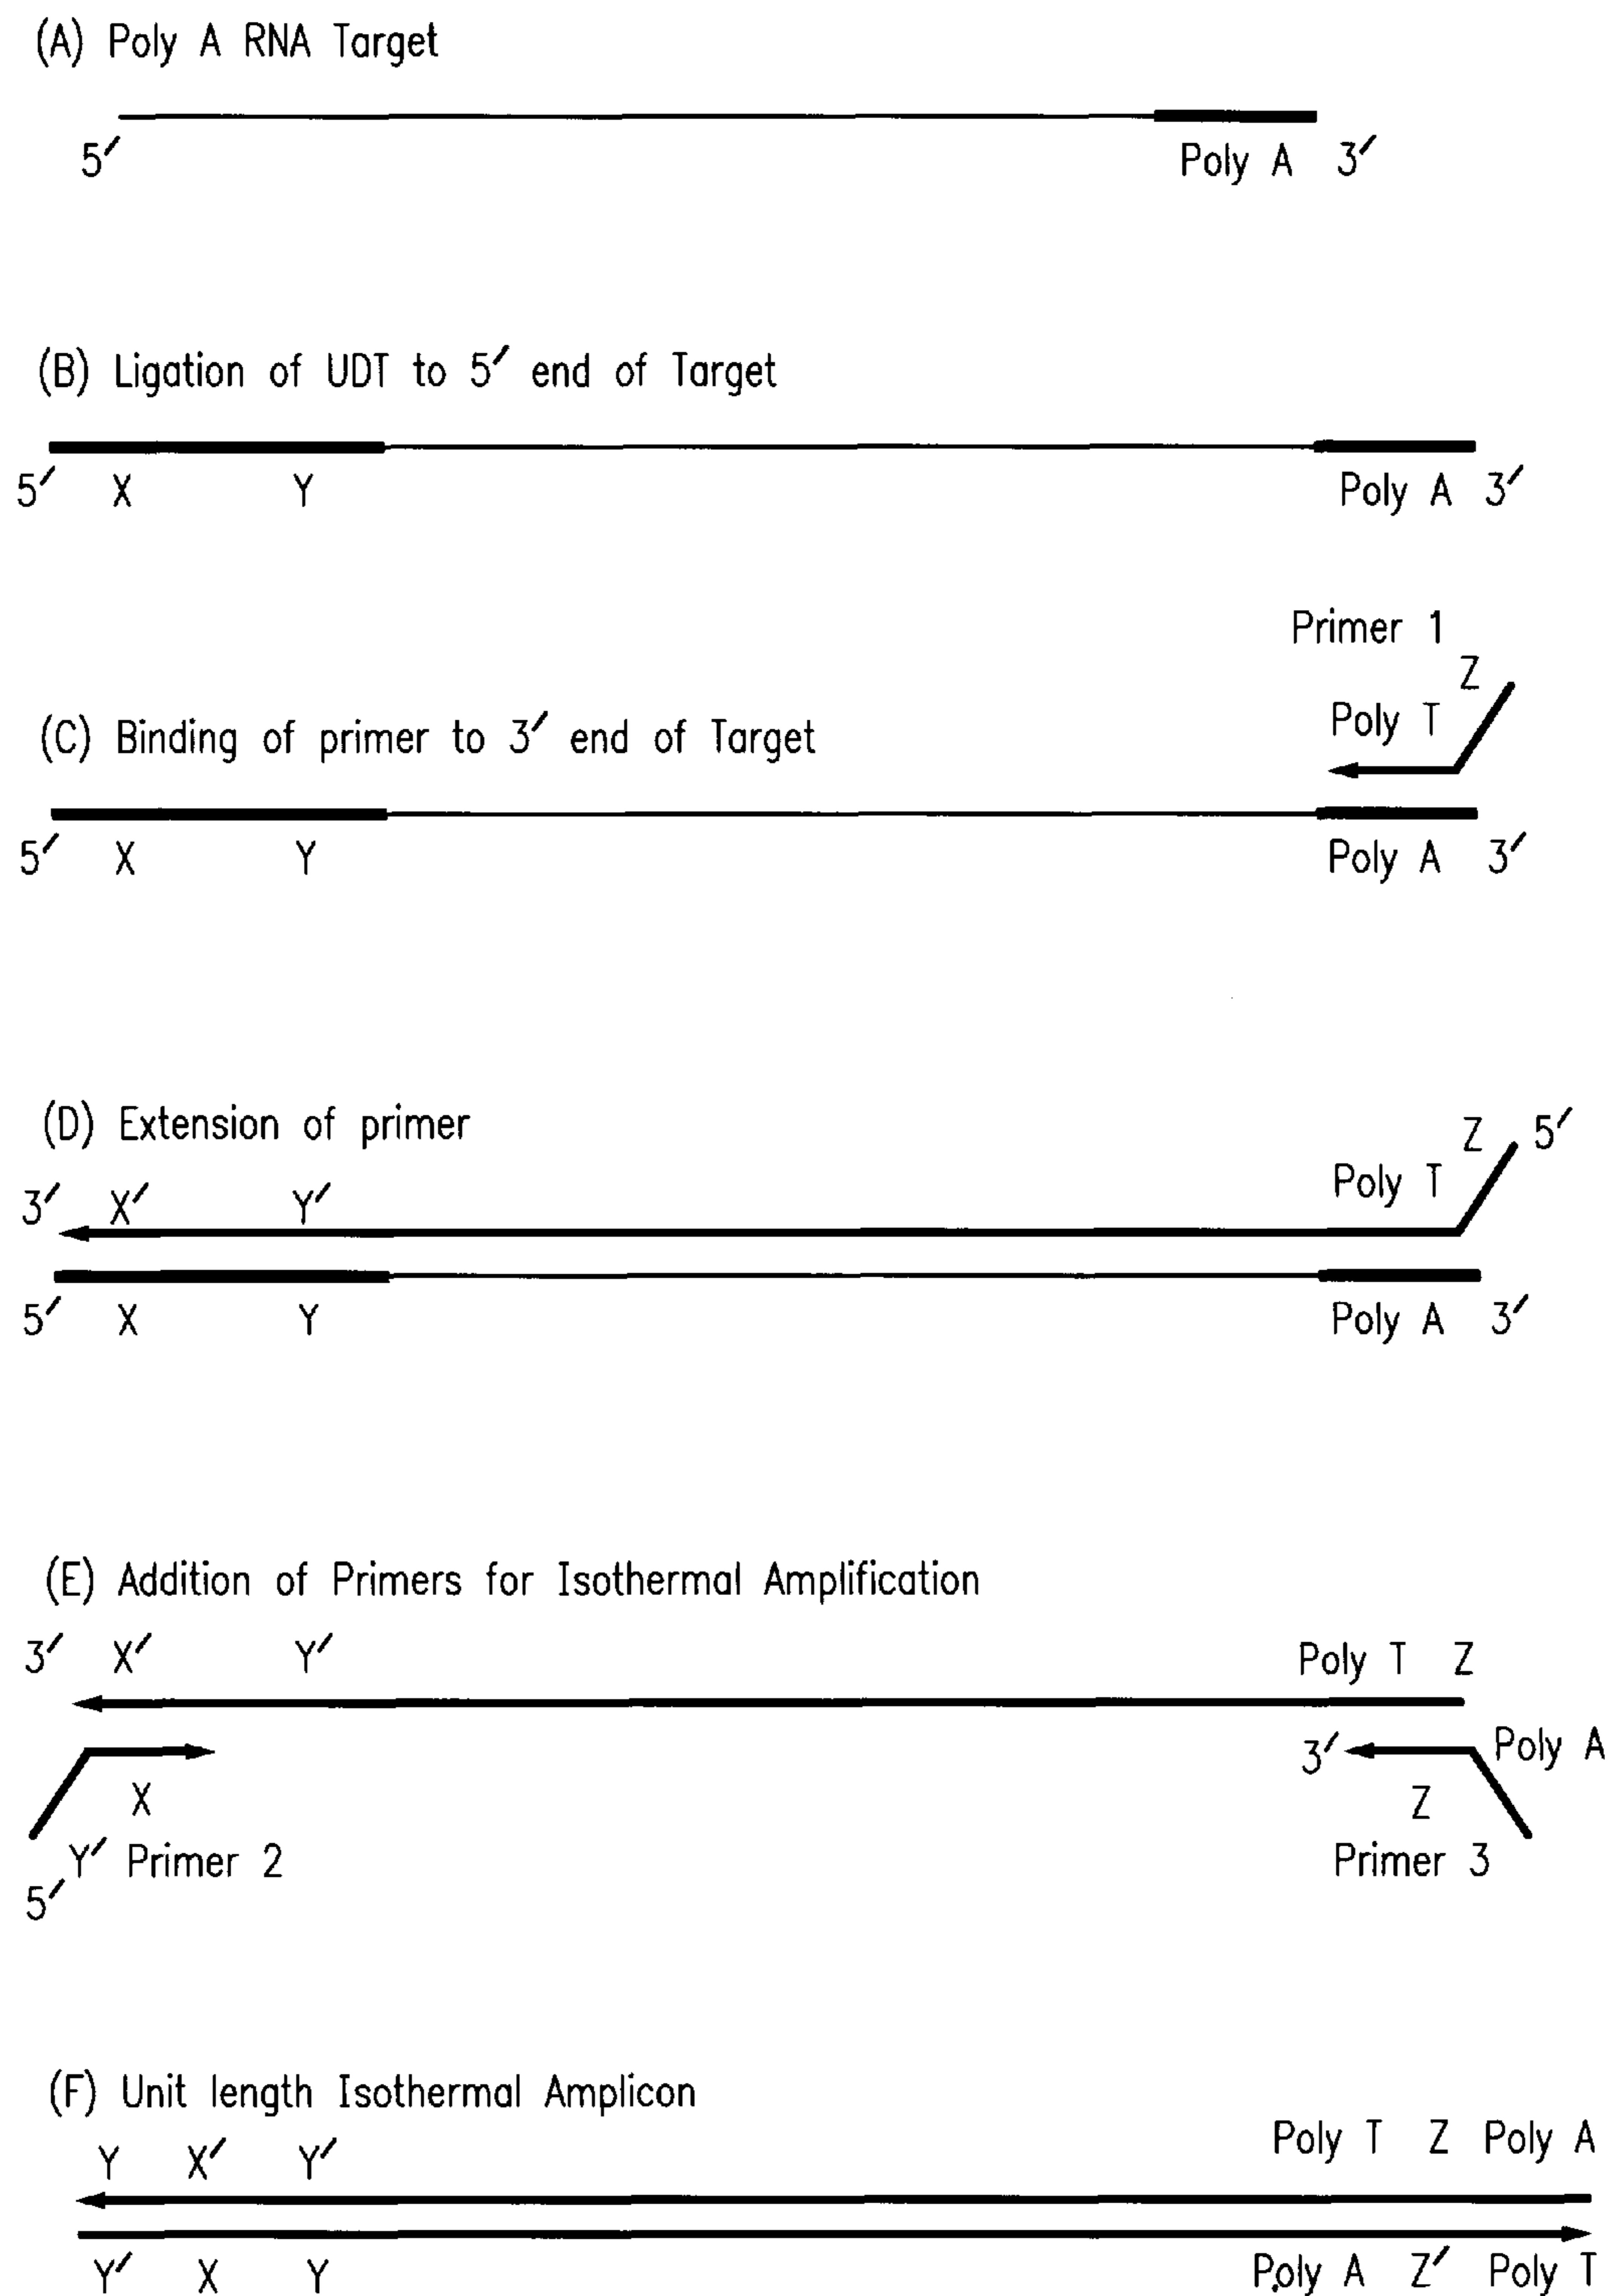 (A) Poly A RNA Target
5′ Poly A 3′
(B) Ligation of UDT to 5′ end of Target
5′ X Y Poly A 3′
Primer 1
Z
Poly T
(C) Binding of primer to 3′ end of Target
5′ X Y Poly A 3′
(D) Extension of primer
Z 5′
Poly T
3′ X′ Y′
5′ X Y Poly A 3′
(E) Addition of Primers for Isothermal Amplification
3′ X′ Y′ Poly T Z
3′ Poly A
X Z
Y′ Primer 2 Primer 3
5′
(F) Unit length Isothermal Amplicon
Poly T Z Poly A
Y X′ Y′
Y′ X Y Poly A Z′ Poly T